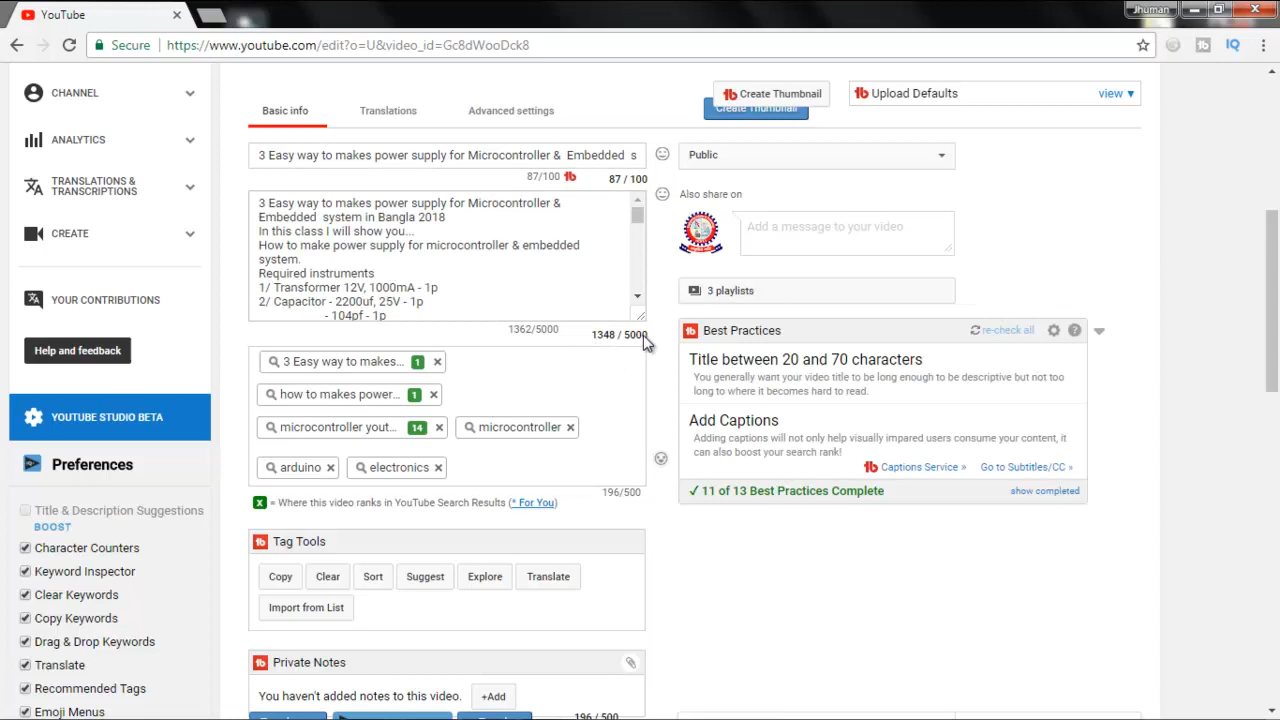 YouTube
Jhuman
Secure
https://www.youtube.com/edit?o=U&video_id=Gc8dWooDck8
IQ
CHANNEL
ANALYTICS
TRANSLATIONS &
TRANSCRIPTIONS
CREATE
YOUR CONTRIBUTIONS
Help and feedback
YOUTUBE STUDIO BETA
Preferences
Title & Description Suggestions
BOOST
Character Counters
Keyword Inspector
Clear Keywords
Copy Keywords
Drag & Drop Keywords
Translate
Recommended Tags
Emoji Menus
Basic info
Translations
Advanced settings
Create Thumbnail
Create Thumbnail
Upload Defaults
view ▼
3 Easy way to makes power supply for Microcontroller & Embedded s
87/100
87 / 100
3 Easy way to makes power supply for Microcontroller &
Embedded system in Bangla 2018
In this class I will show you...
How to make power supply for microcontroller & embedded
system.
Required instruments
1/ Transformer 12V, 1000mA - 1p
2/ Capacitor - 2200uf, 25V - 1p
- 104pf - 1p
1362/5000
1348 / 5000
3 Easy way to makes... 1
how to makes power... 1
microcontroller yout... 14
microcontroller
arduino
electronics
196/500
X = Where this video ranks in YouTube Search Results (* For You)
Tag Tools
Copy
Clear
Sort
Suggest
Explore
Translate
Import from List
Private Notes
You haven't added notes to this video.
+Add
196 / 500
Public
Also share on
Add a message to your video
3 playlists
Best Practices
re-check all
Title between 20 and 70 characters
You generally want your video title to be long enough to be descriptive but not too
long to where it becomes hard to read.
Add Captions
Adding captions will not only help visually impared users consume your content, it
can also boost your search rank!
Captions Service »
Go to Subtitles/CC »
✓ 11 of 13 Best Practices Complete
show completed